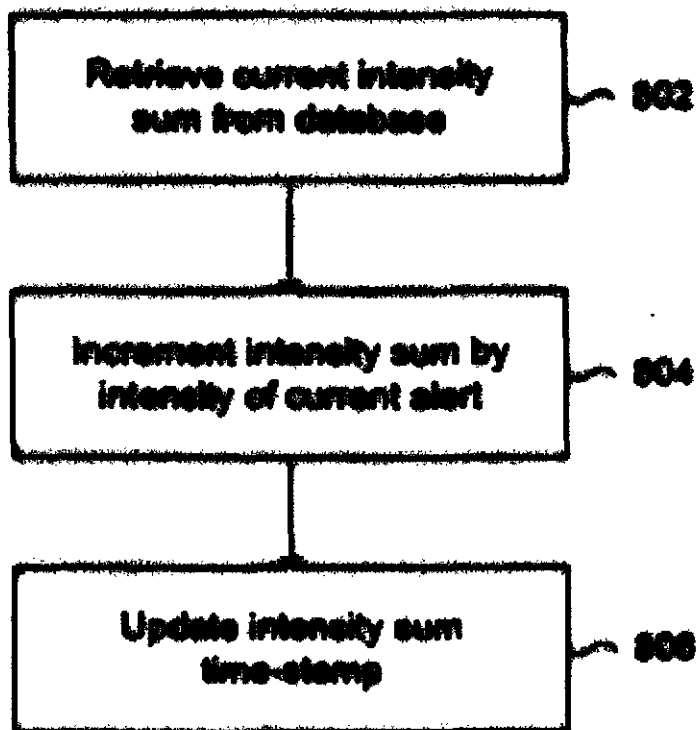 Retrieve current intensity
sum from database
802
Increment intensity sum by
intensity of current alert
804
Update intensity sum
time-stamp
806